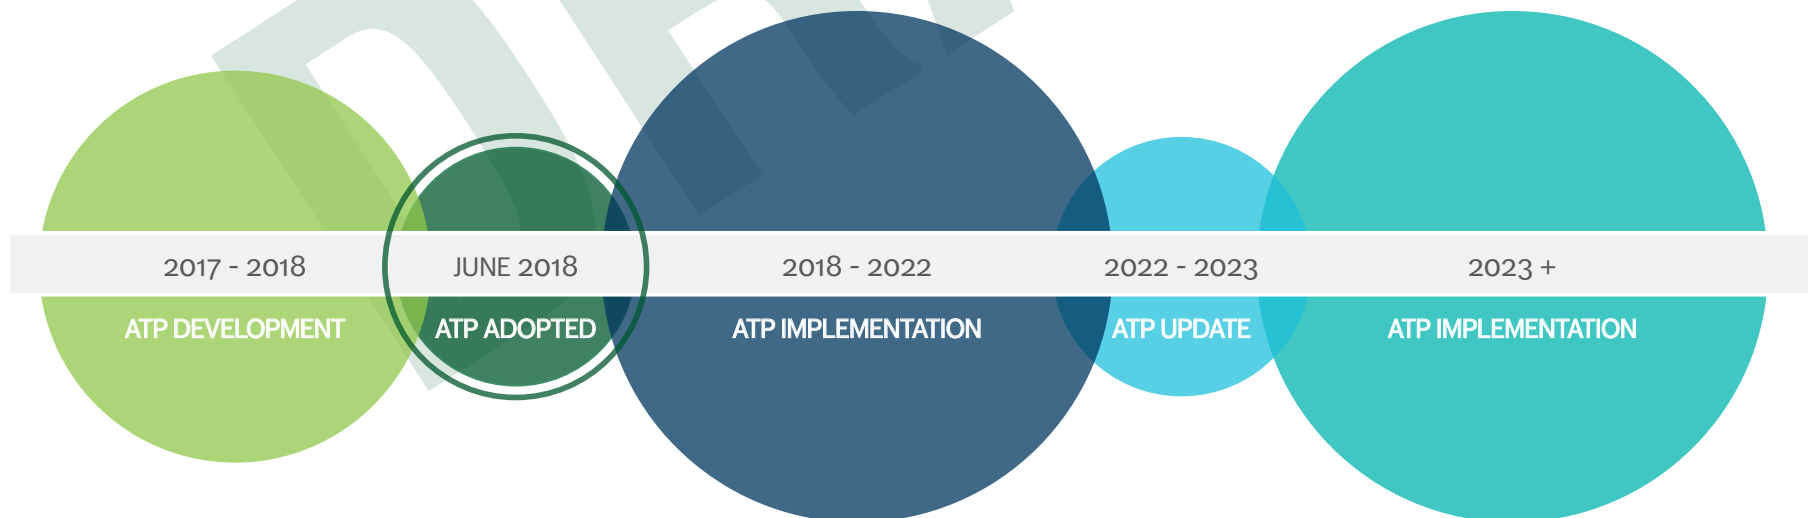 2017 - 2018
JUNE 2018
2018 - 2022
2022 - 2023
2023 +
ATP DEVELOPMENT
ATP ADOPTED
ATP IMPLEMENTATION
ATP UPDATE
ATP IMPLEMENTATION